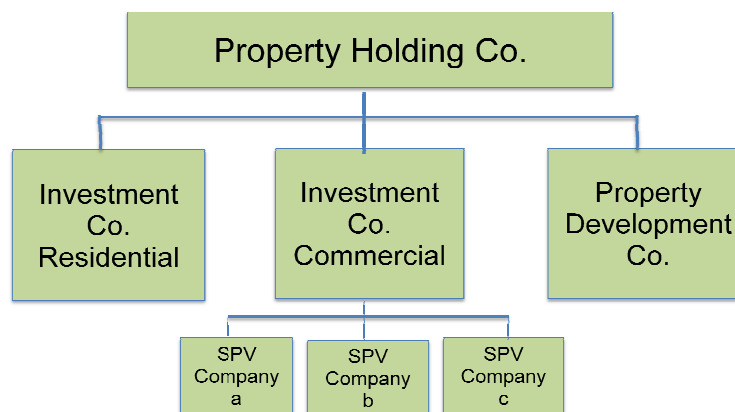 Property Holding Co.
Investment
Co.
Residential
Investment
Co.
Commercial
Property
Development
Co.
SPV
Company
a
SPV
Company
b
SPV
Company
c